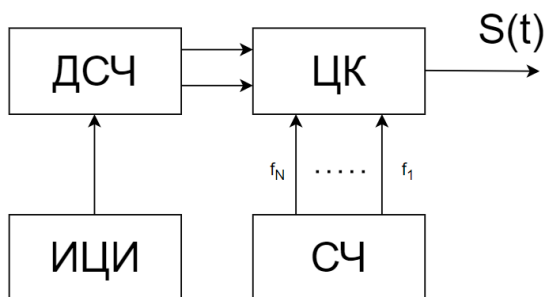 S(t)
ДСЧ
ЦК
f_N ..... f_1
ИЦИ
СЧ